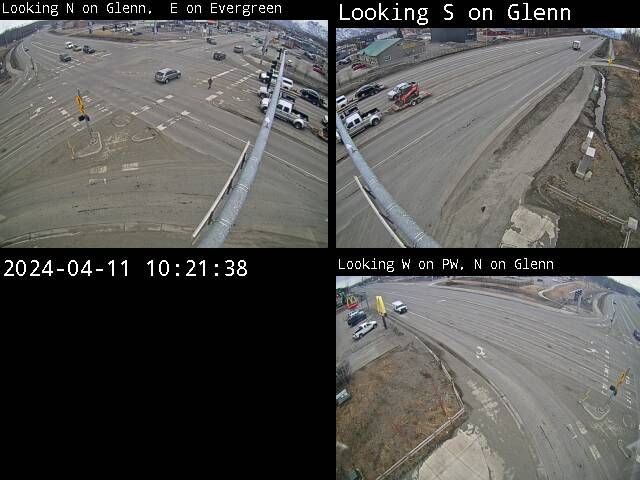 Looking N on Glenn, E on Evergreen
Looking S on Glenn
2024-04-11 10:21:38
Looking W on PW, N on Glenn